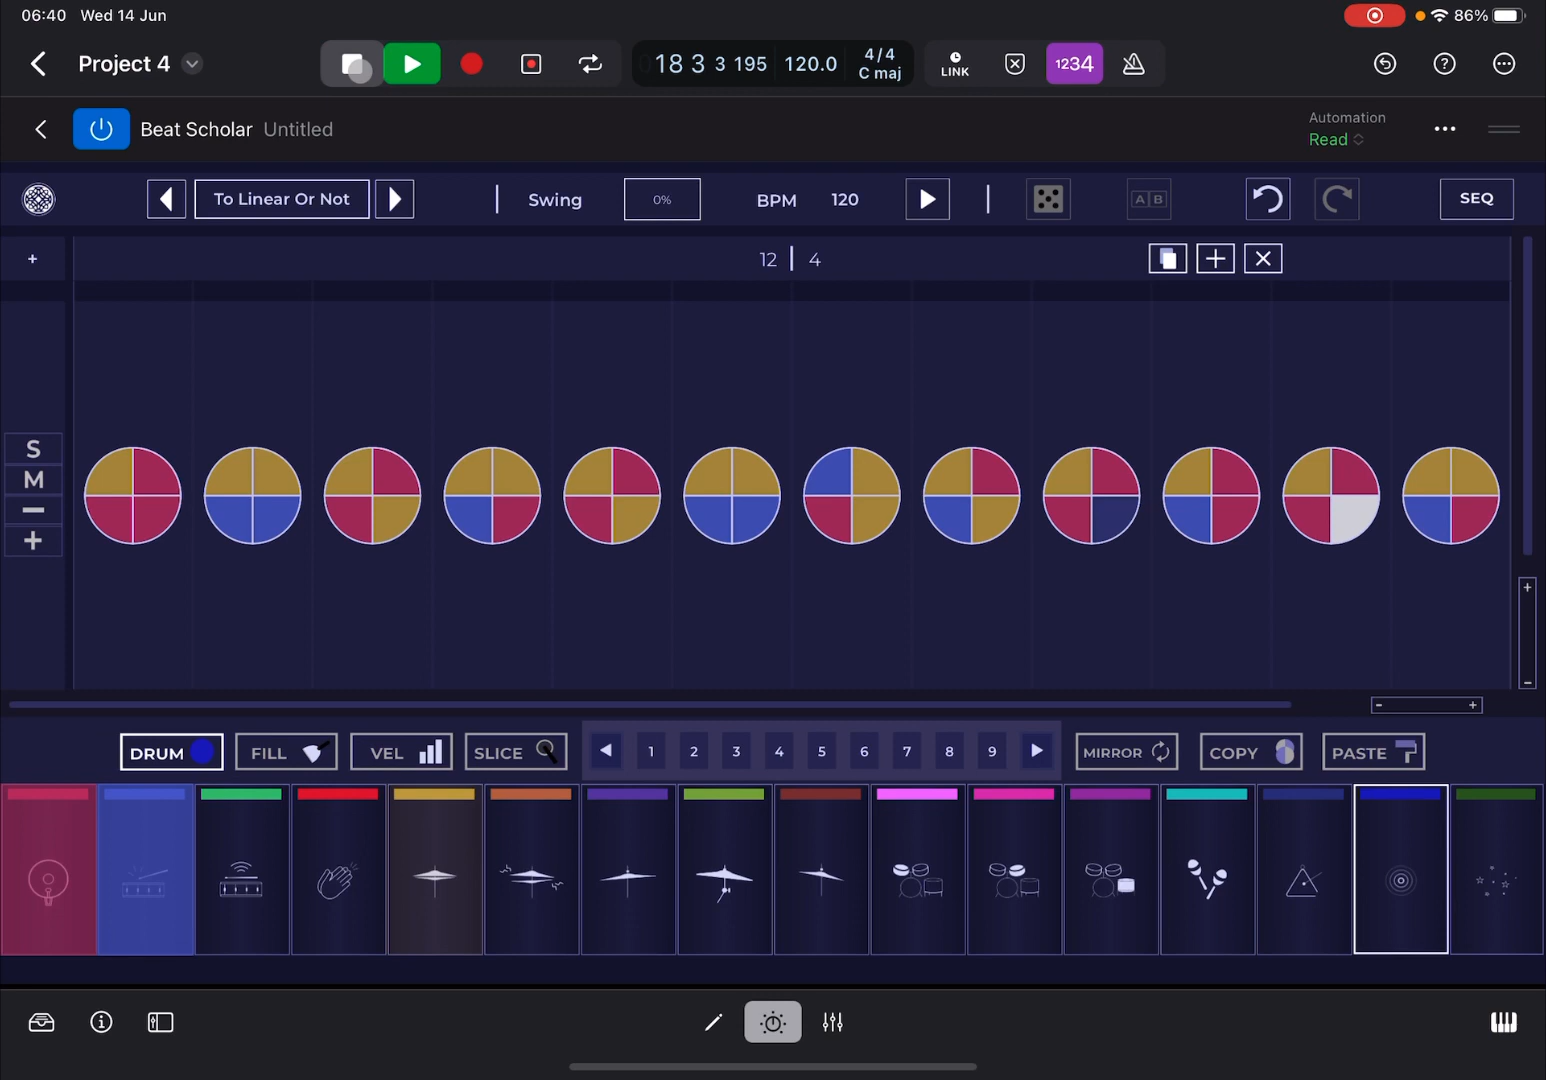 06:40 Wed 14 Jun
86%
Project 4
18 3 3 195
120.0
4/4
C maj
LINK
1234
Beat Scholar Untitled
Automation
Read
To Linear Or Not
Swing
0%
BPM
120
A|B
SEQ
+
12 | 4
S
M
−
+
+
-
- +
DRUM
FILL
VEL
SLICE
1 2 3 4 5 6 7 8 9
MIRROR
COPY
PASTE